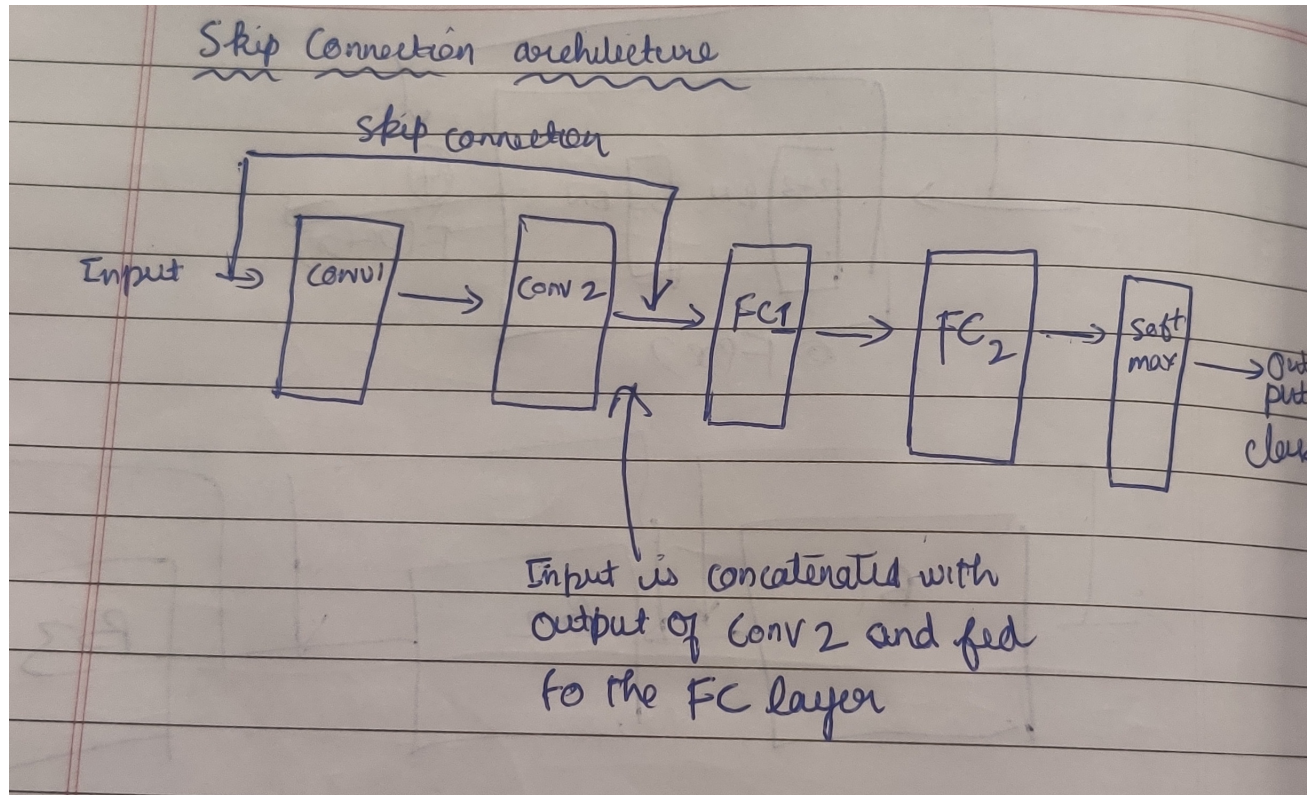 Skip Connection architecture
skip connection
Input
Conv1
Conv 2
FC1
FC2
Soft
max
Out
put
Input is concatenated with
output of Conv 2 and fed
to the FC layer